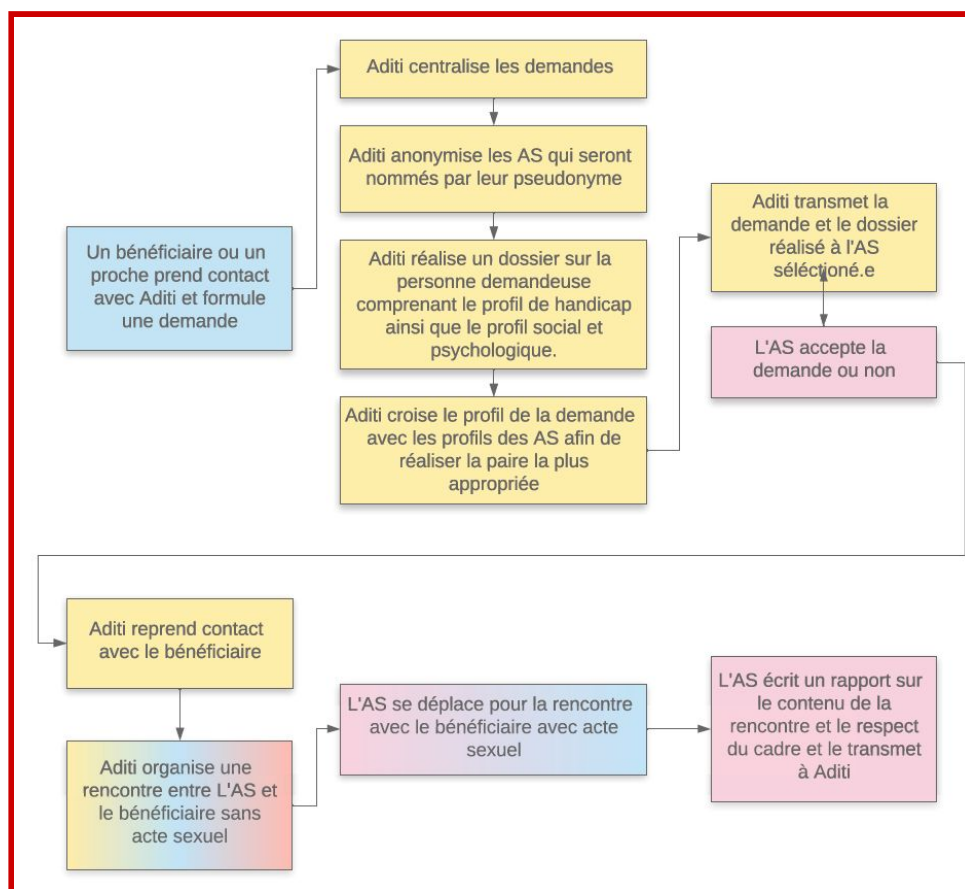 Un bénéficiaire ou un
proche prend contact
avec Aditi et formule
une demande
Aditi centralise les demandes
Aditi anonymise les AS qui seront
nommés par leur pseudonyme
Aditi réalise un dossier sur la
personne demandeuse
comprenant le profil de handicap
ainsi que le profil social et
psychologique.
Aditi croise le profil de la demande
avec les profils des AS afin de
réaliser la paire la plus
appropriée
Aditi transmet la
demande et le dossier
réalisé à l'AS
séléctioné.e
L'AS accepte la
demande ou non
Aditi reprend contact
avec le bénéficiaire
Aditi organise une
rencontre entre L'AS et
le bénéficiaire sans
acte sexuel
L'AS se déplace pour la rencontre
avec le bénéficiaire avec acte
sexuel
L'AS écrit un rapport sur
le contenu de la
rencontre et le respect
du cadre et le transmet
à Aditi